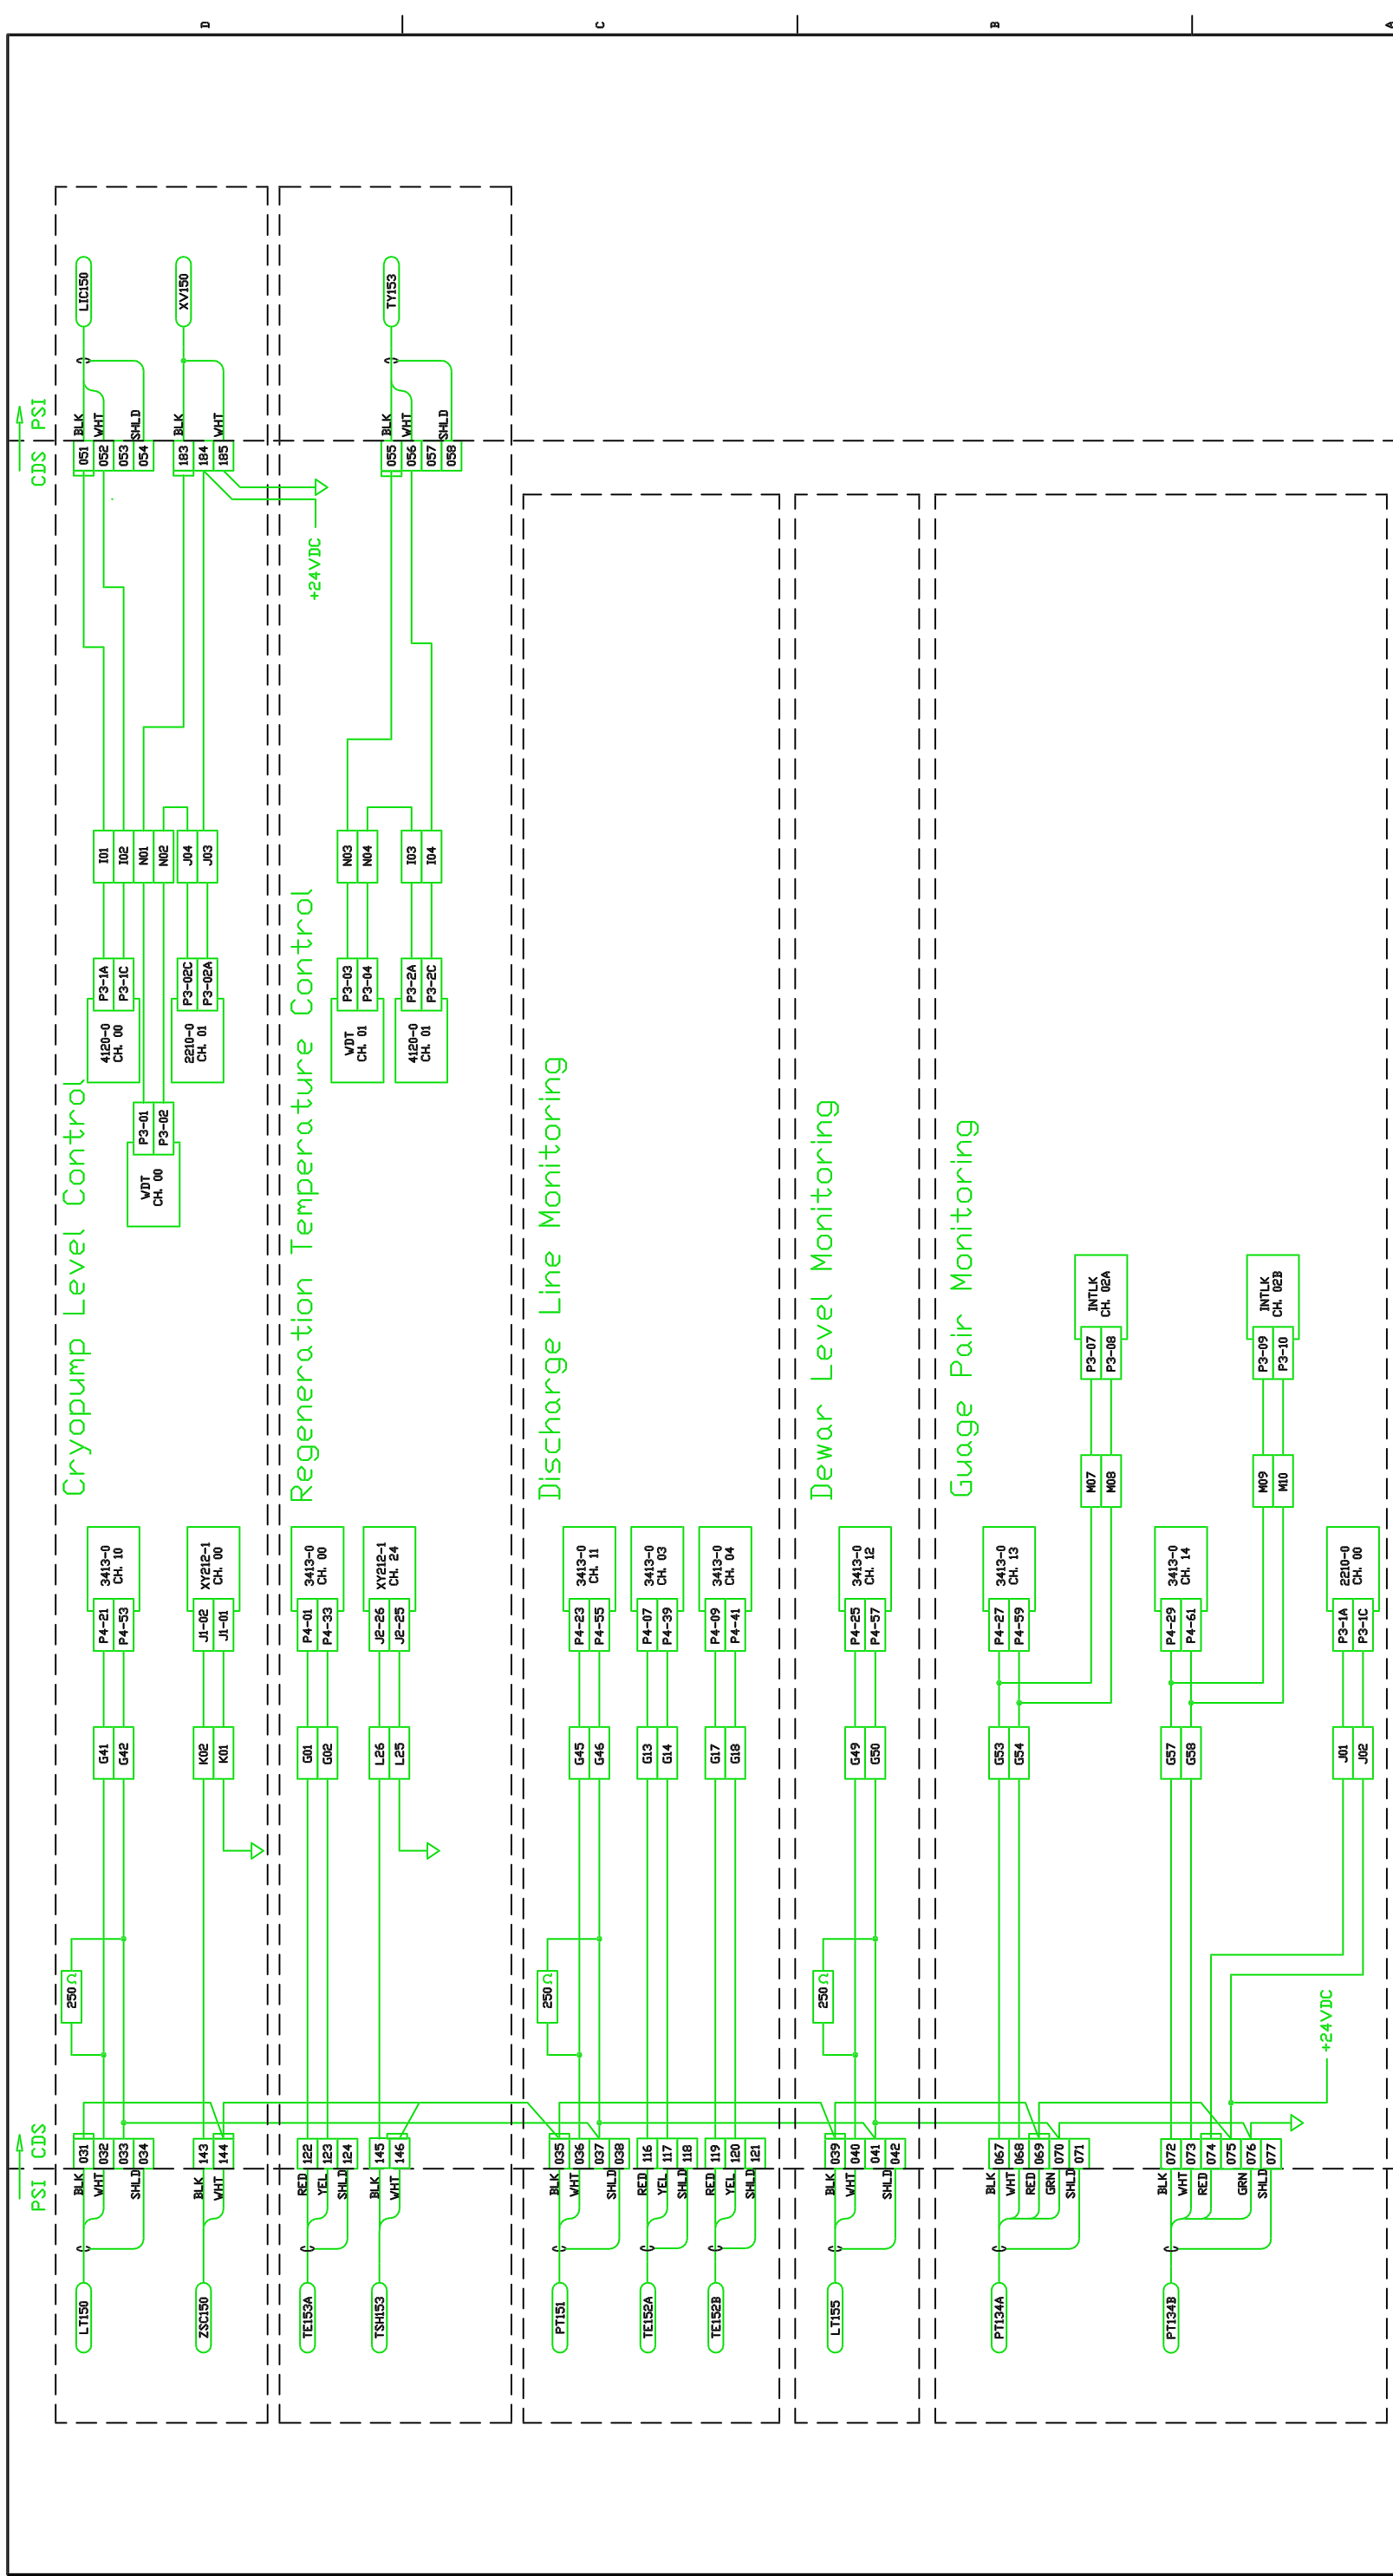 D
C
B
A
PSI CDS
CDS PSI
Cryopump Level Control
LT150
BLK
WHT
SHLD
031
032
033
034
250Ω
G41
G42
P4-21
P4-53
3413-0
CH. 10
ZSC150
BLK
WHT
143
144
K02
K01
J1-02
J1-01
XY212-1
CH. 00
WDT
CH. 00
P3-01
P3-02
4120-0
CH. 00
P3-1A
P3-1C
2210-0
CH. 01
P3-02C
P3-02A
I01
I02
N01
N02
J04
J03
051
052
053
054
BLK
WHT
SHLD
LIC150
183
184
185
BLK
WHT
XV150
+24VDC
Regeneration Temperature Control
TE153A
RED
YEL
SHLD
122
123
124
G01
G02
P4-01
P4-33
3413-0
CH. 00
TSH153
BLK
WHT
145
146
L26
L25
J2-26
J2-25
XY212-1
CH. 24
WDT
CH. 01
P3-03
P3-04
N03
N04
4120-0
CH. 01
P3-2A
P3-2C
I03
I04
055
056
057
058
BLK
WHT
SHLD
TY153
Discharge Line Monitoring
PT151
BLK
WHT
SHLD
035
036
037
038
250Ω
G45
G46
P4-23
P4-55
3413-0
CH. 11
TE152A
RED
YEL
SHLD
116
117
118
G13
G14
P4-07
P4-39
3413-0
CH. 03
TE152B
RED
YEL
SHLD
119
120
121
G17
G18
P4-09
P4-41
3413-0
CH. 04
Dewar Level Monitoring
LT155
BLK
WHT
SHLD
039
040
041
042
250Ω
G49
G50
P4-25
P4-57
3413-0
CH. 12
Guage Pair Monitoring
PT134A
BLK
WHT
RED
GRN
SHLD
067
068
069
070
071
G53
G54
P4-27
P4-59
3413-0
CH. 13
M07
M08
P3-07
P3-08
INTLK
CH. 02A
PT134B
BLK
WHT
RED
GRN
SHLD
072
073
074
075
076
077
G57
G58
P4-29
P4-61
3413-0
CH. 14
M09
M10
P3-09
P3-10
INTLK
CH. 02B
+24VDC
J01
J02
P3-1A
P3-1C
2210-0
CH. 00